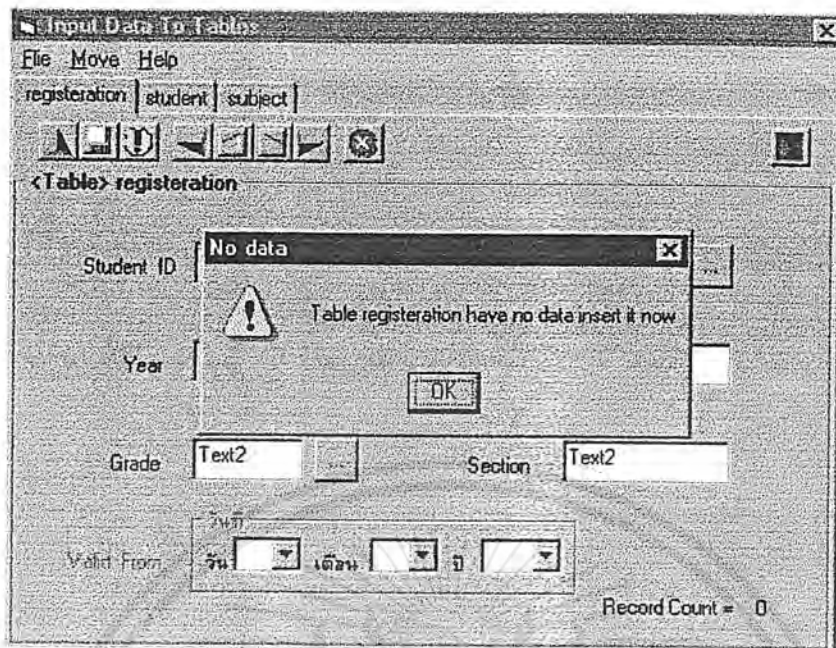 Input Data To Tables
File Move Help
registeration student subject
<Table> registeration
Student ID
...
No data
Table registeration have no data insert it now
OK
Year
Grade Text2 ... Section Text2
วันที่
Valid From วัน เดือน ปี
Record Count = 0